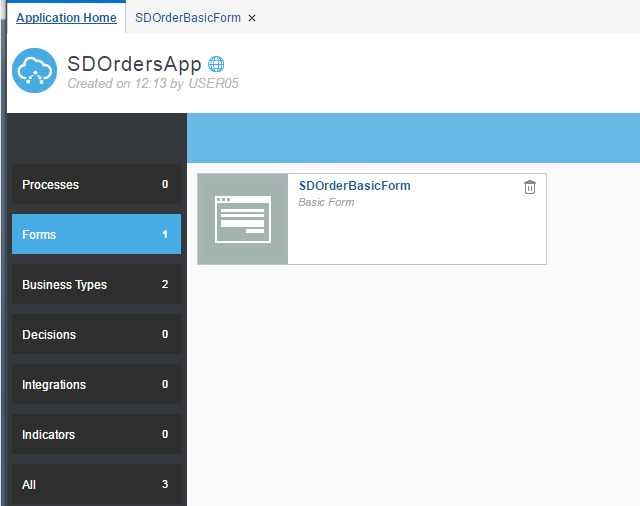 Application Home
SDOrderBasicForm ×
SDOrdersApp
Created on 12:13 by USER05
Processes 0
Forms 1
Business Types 2
Decisions 0
Integrations 0
Indicators 0
All 3
SDOrderBasicForm
Basic Form